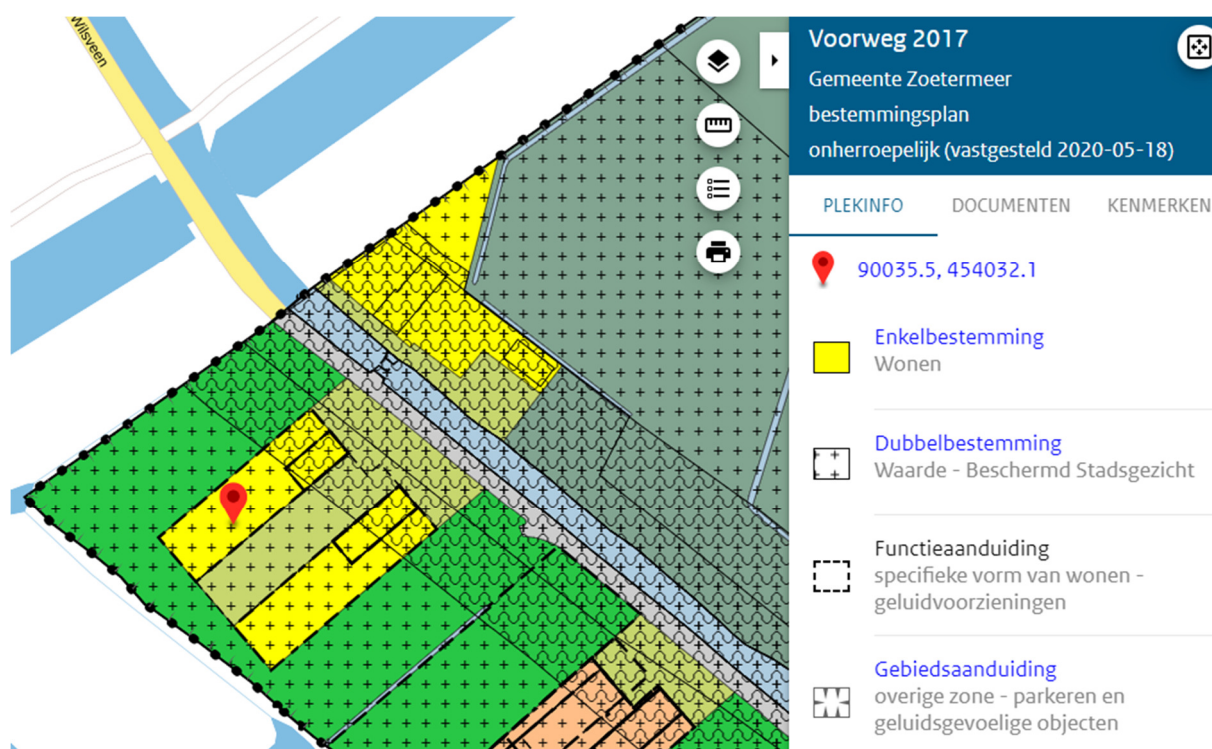 Wilsveen
Voorweg 2017
Gemeente Zoetermeer
bestemmingsplan
onherroepelijk (vastgesteld 2020-05-18)
PLEKINFO DOCUMENTEN KENMERKEN
90035.5, 454032.1
Enkelbestemming
Wonen
Dubbelbestemming
Waarde - Beschermd Stadsgezicht
Functieaanduiding
specifieke vorm van wonen -
geluidvoorzieningen
Gebiedsaanduiding
overige zone - parkeren en
geluidsgevoelige objecten